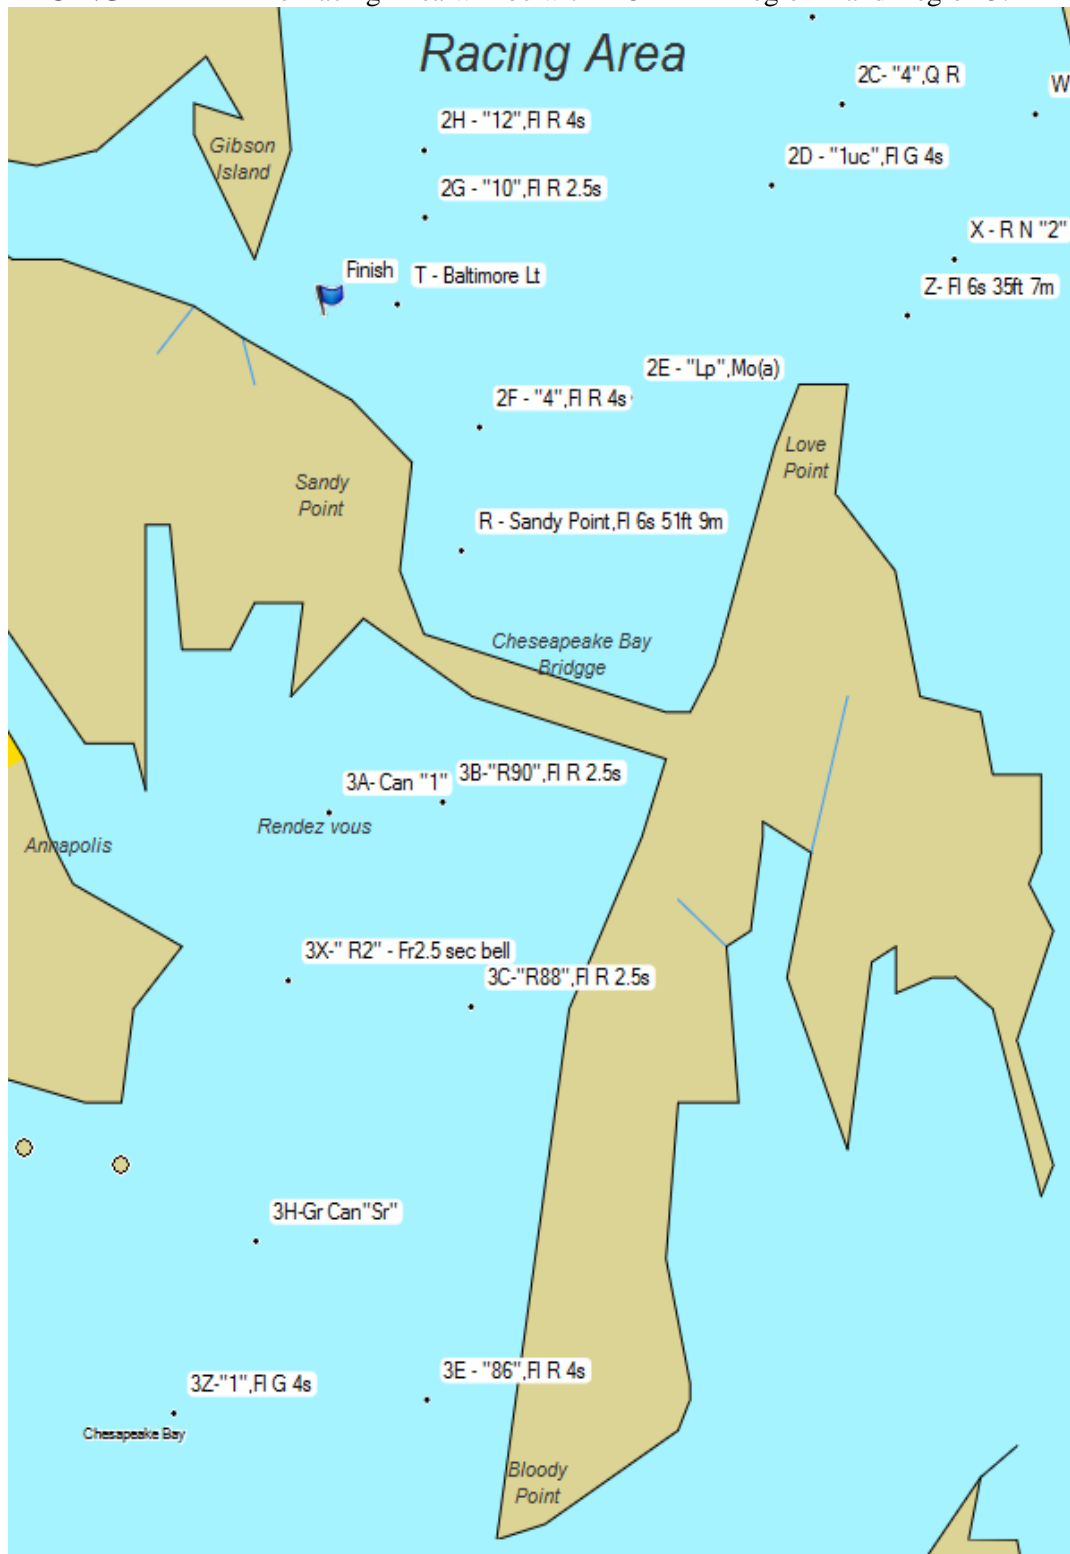 Racing Area
2C- "4",Q R
W
2H - "12",Fl R 4s
Gibson
Island
2D - "1uc",Fl G 4s
2G - "10",Fl R 2.5s
X - R N "2"
Finish
T - Baltimore Lt
Z- Fl 6s 35ft 7m
2E - "Lp",Mo(a)
2F - "4",Fl R 4s
Love
Point
Sandy
Point
R - Sandy Point,Fl 6s 51ft 9m
Cheseapeake Bay
Bridgge
3A- Can "1"
3B-"R90",Fl R 2.5s
Rendez vous
Annapolis
3X-" R2" - Fr2.5 sec bell
3C-"R88",Fl R 2.5s
3H-Gr Can"Sr"
3Z-"1",Fl G 4s
3E - "86",Fl R 4s
Chesapeake Bay
Bloody
Point